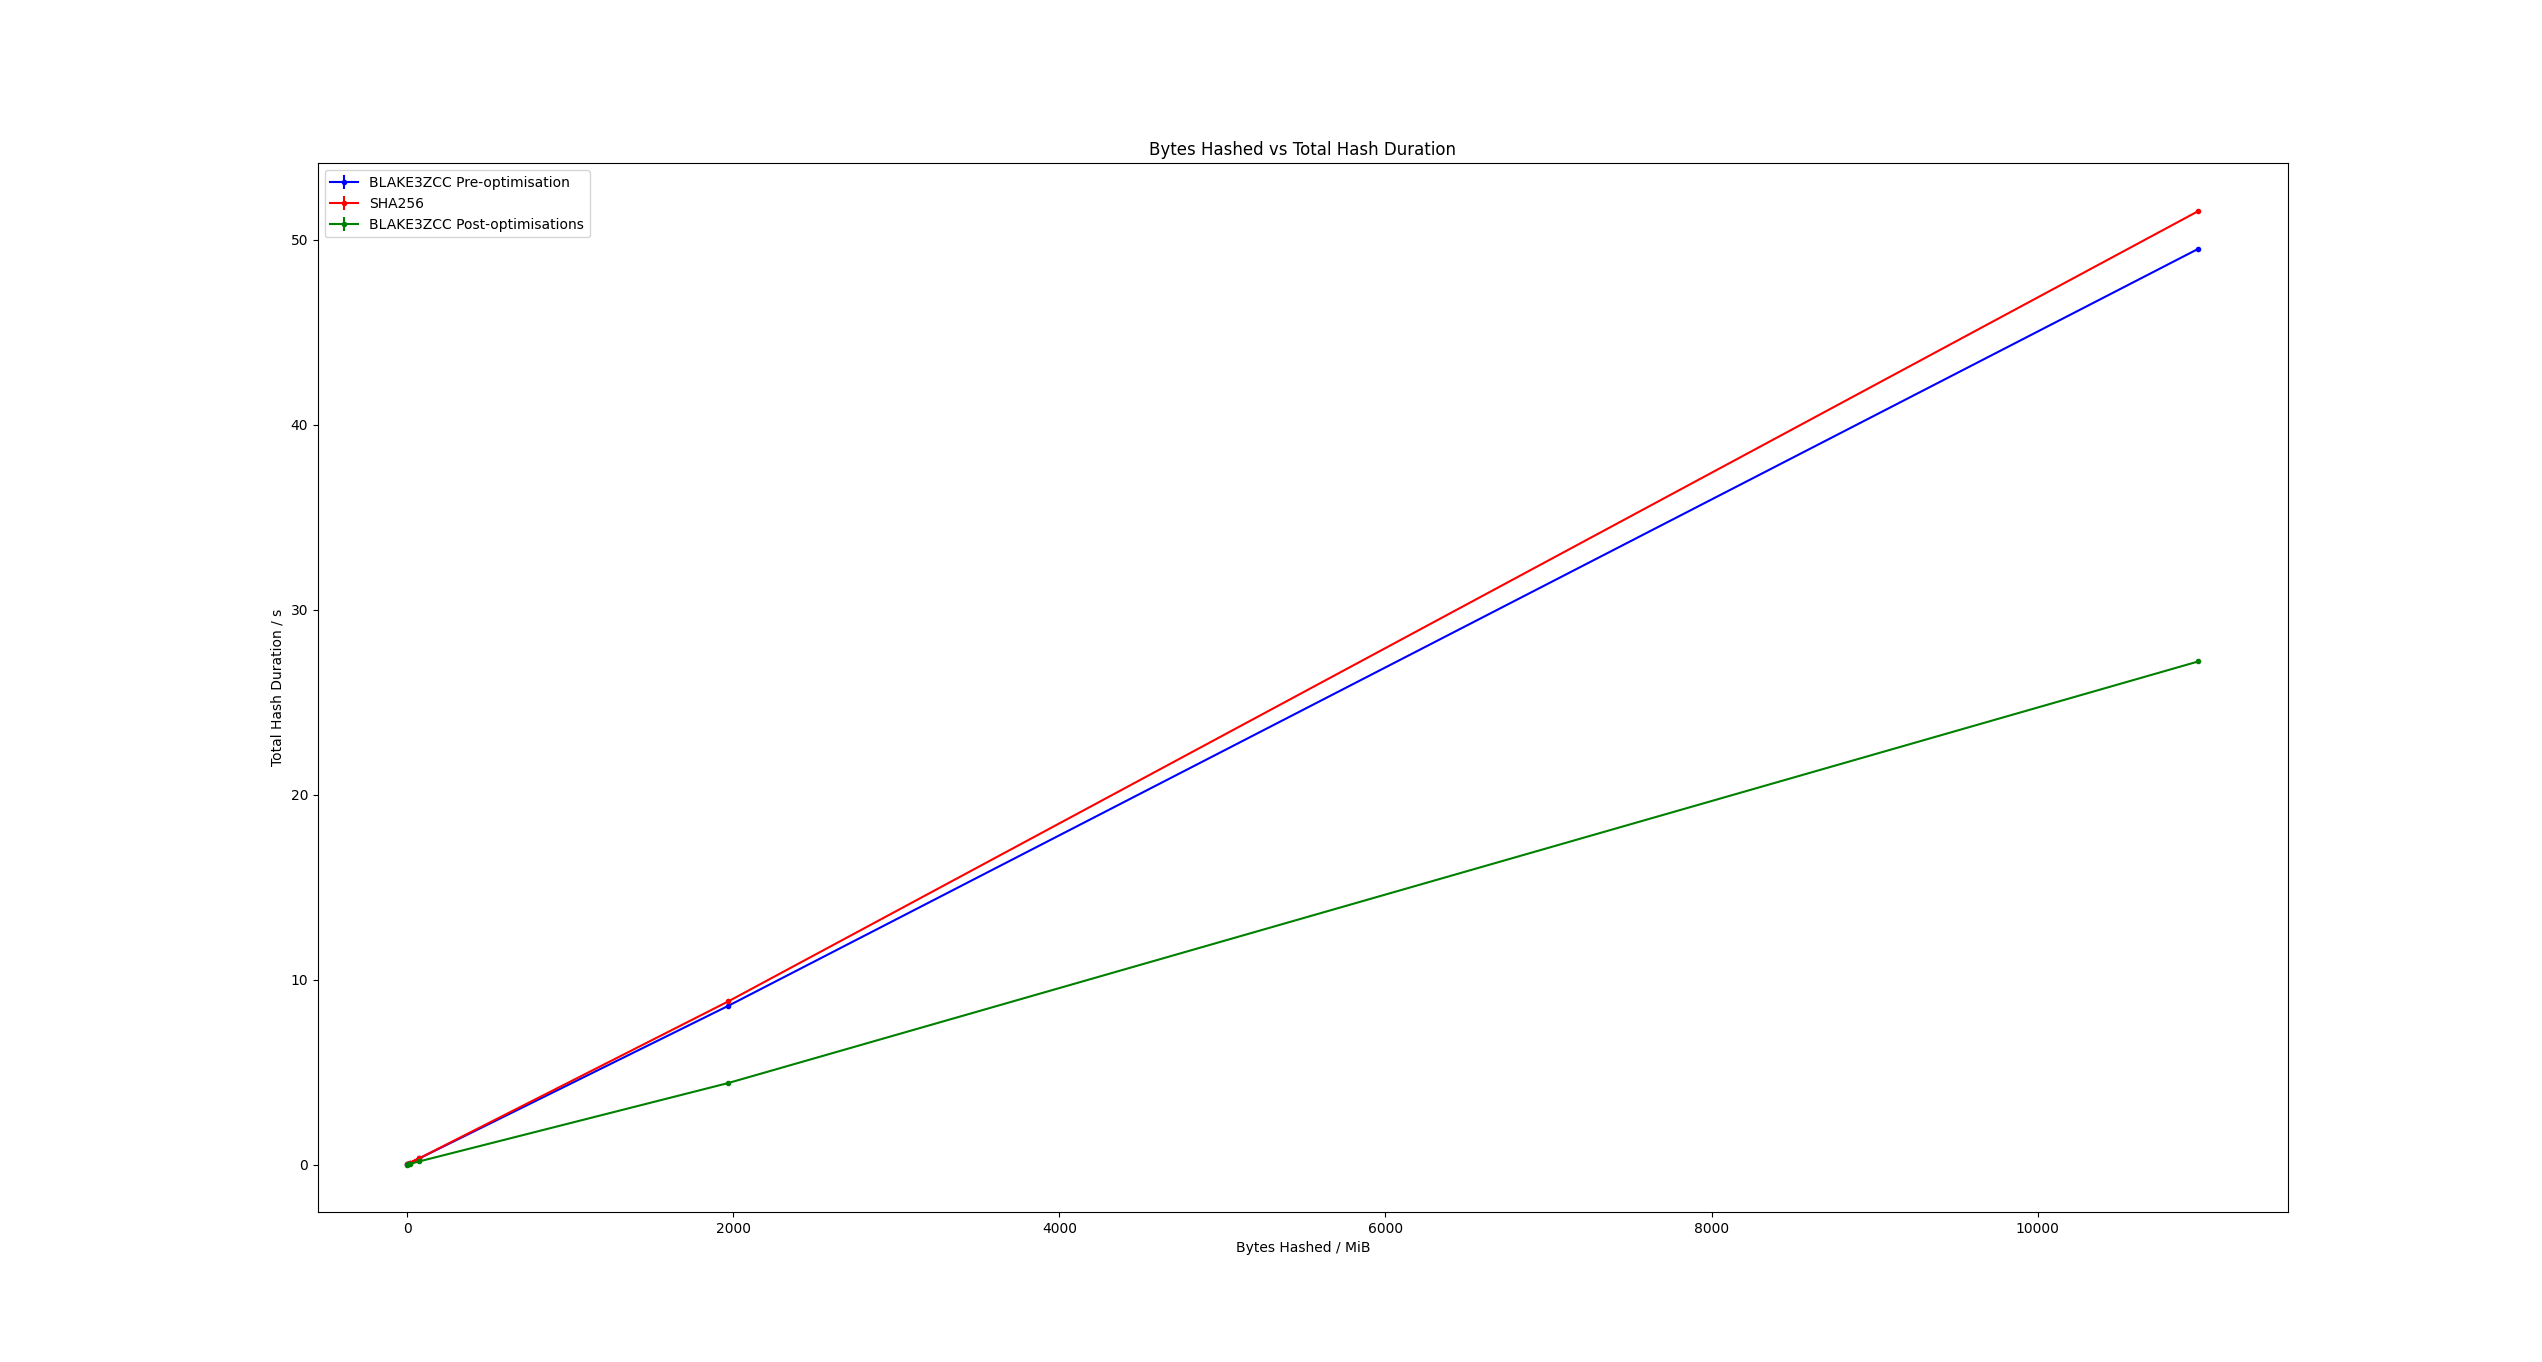 Bytes Hashed vs Total Hash Duration
BLAKE3ZCC Pre-optimisation
SHA256
BLAKE3ZCC Post-optimisations
50
40
30
20
10
0
Total Hash Duration / s
0 2000 4000 6000 8000 10000
Bytes Hashed / MiB